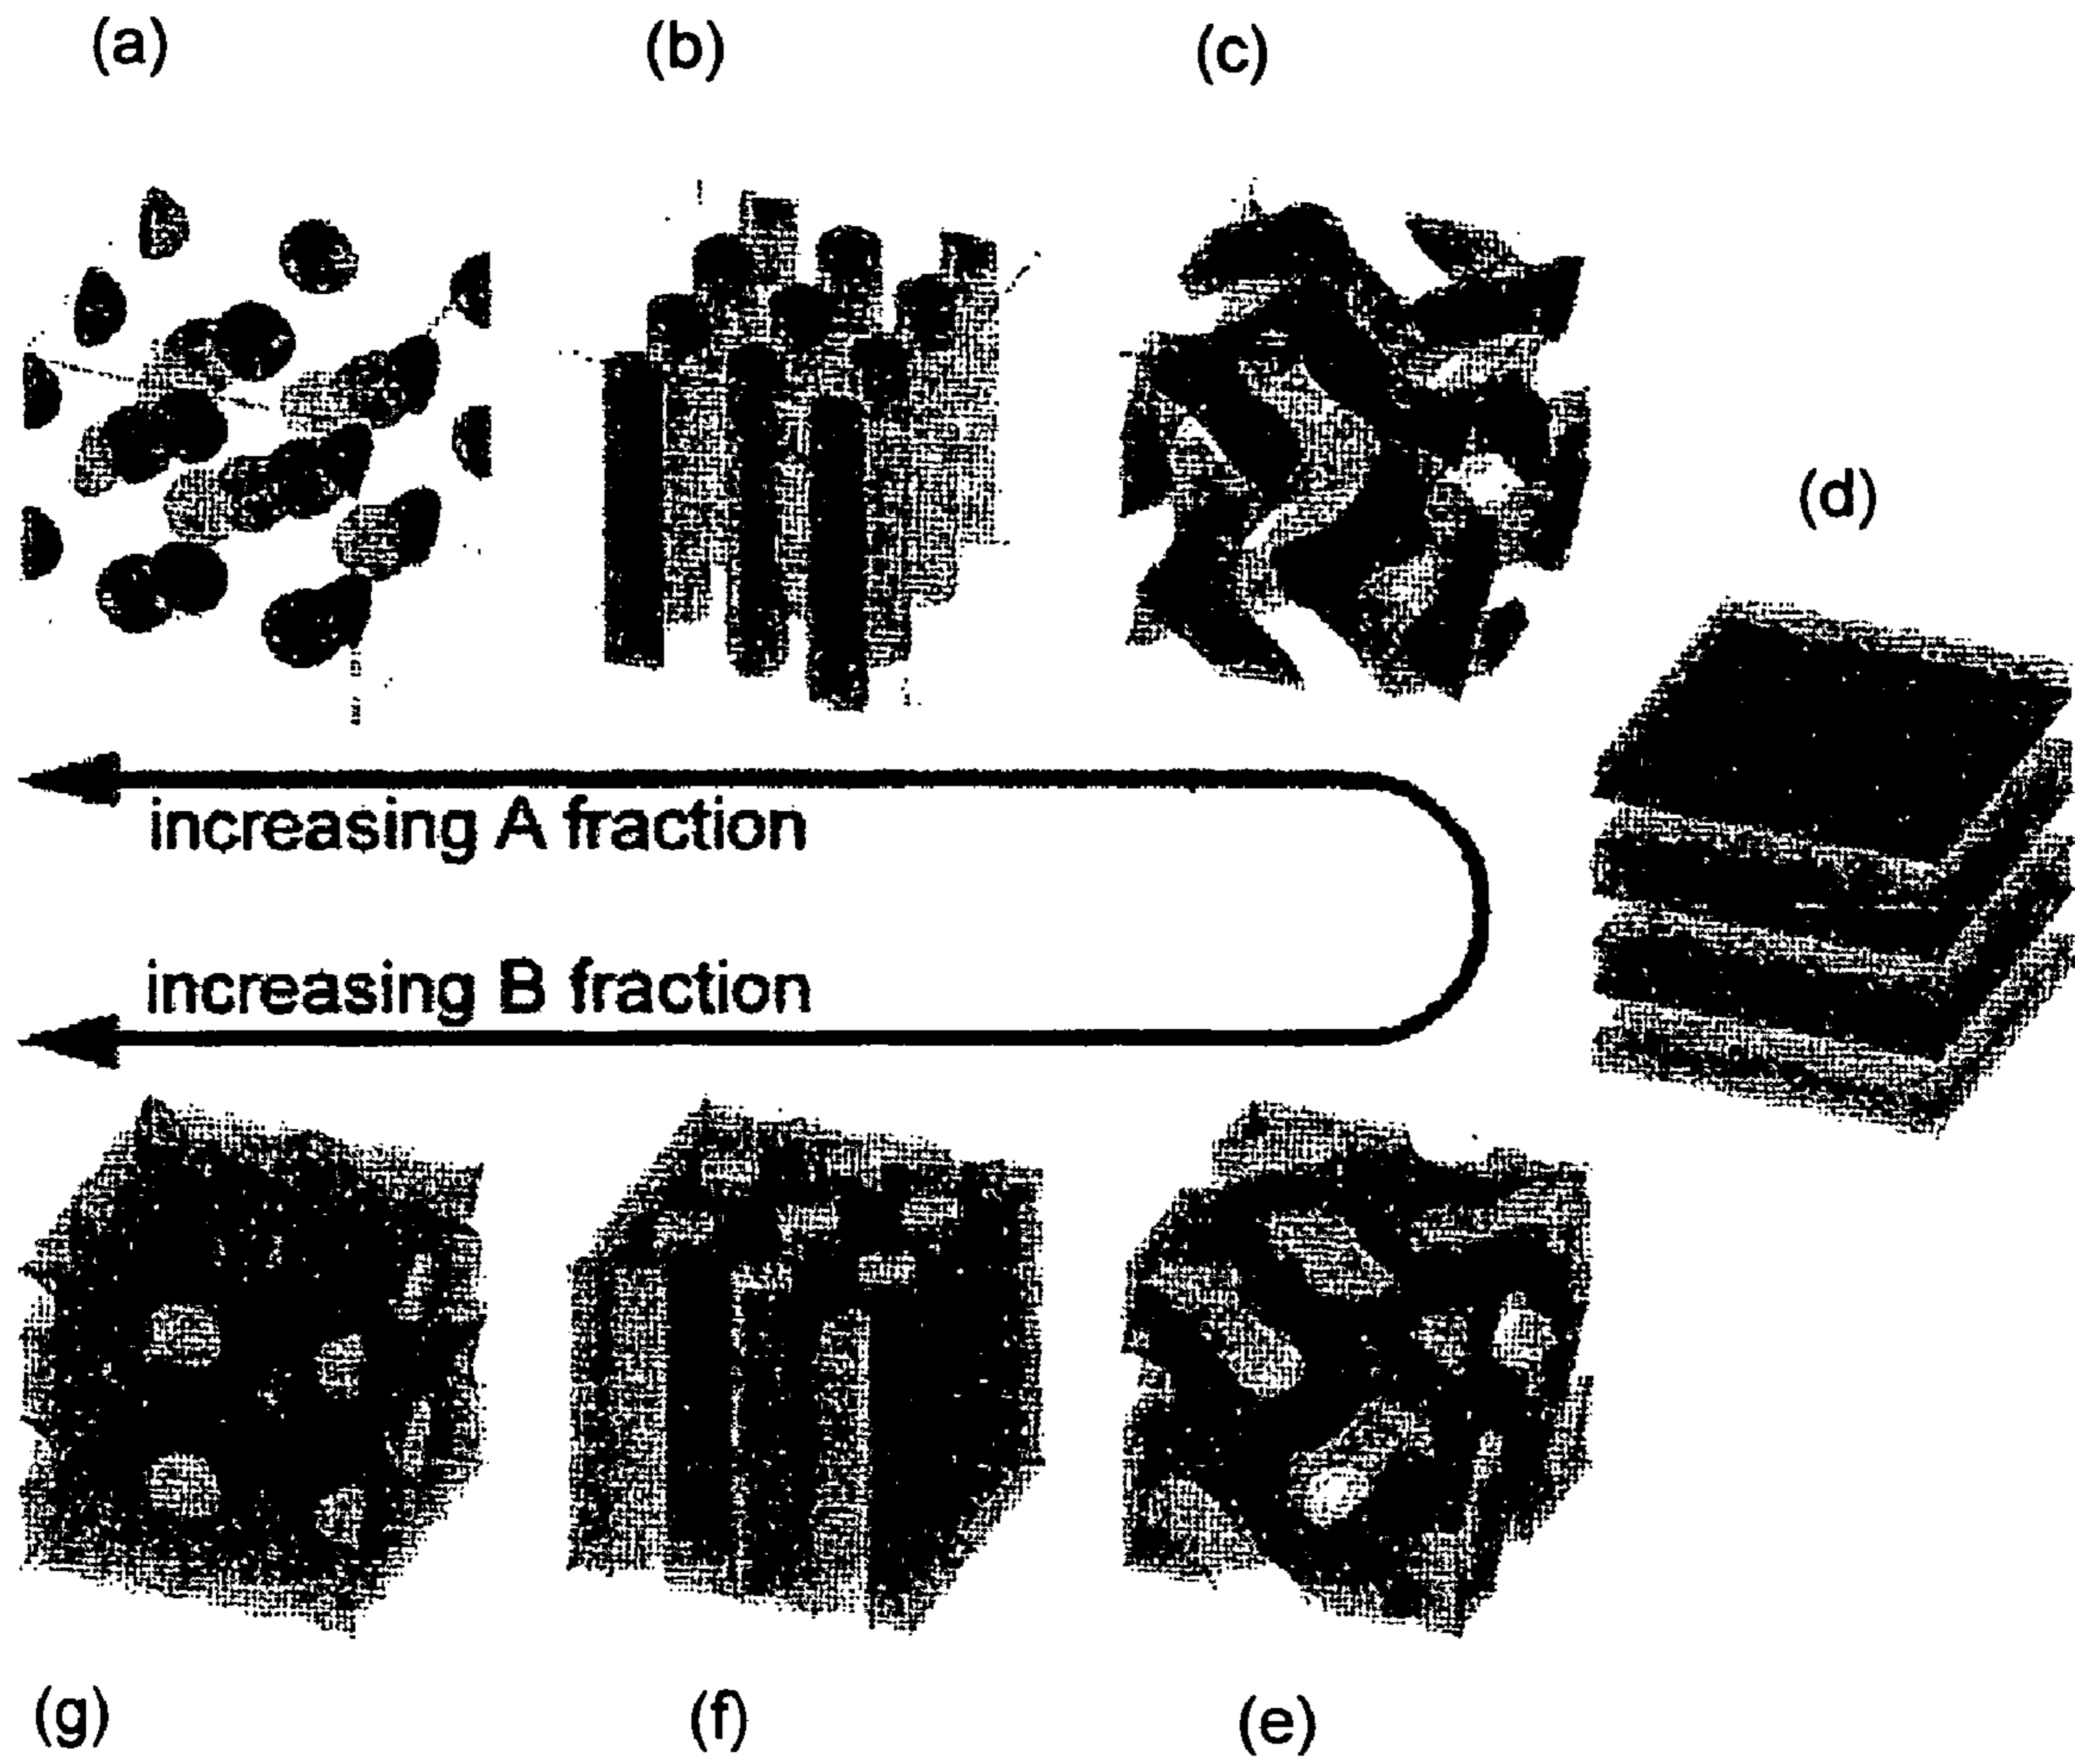 (a)
(b)
(c)
(d)
increasing A fraction
increasing B fraction
(g)
(f)
(e)